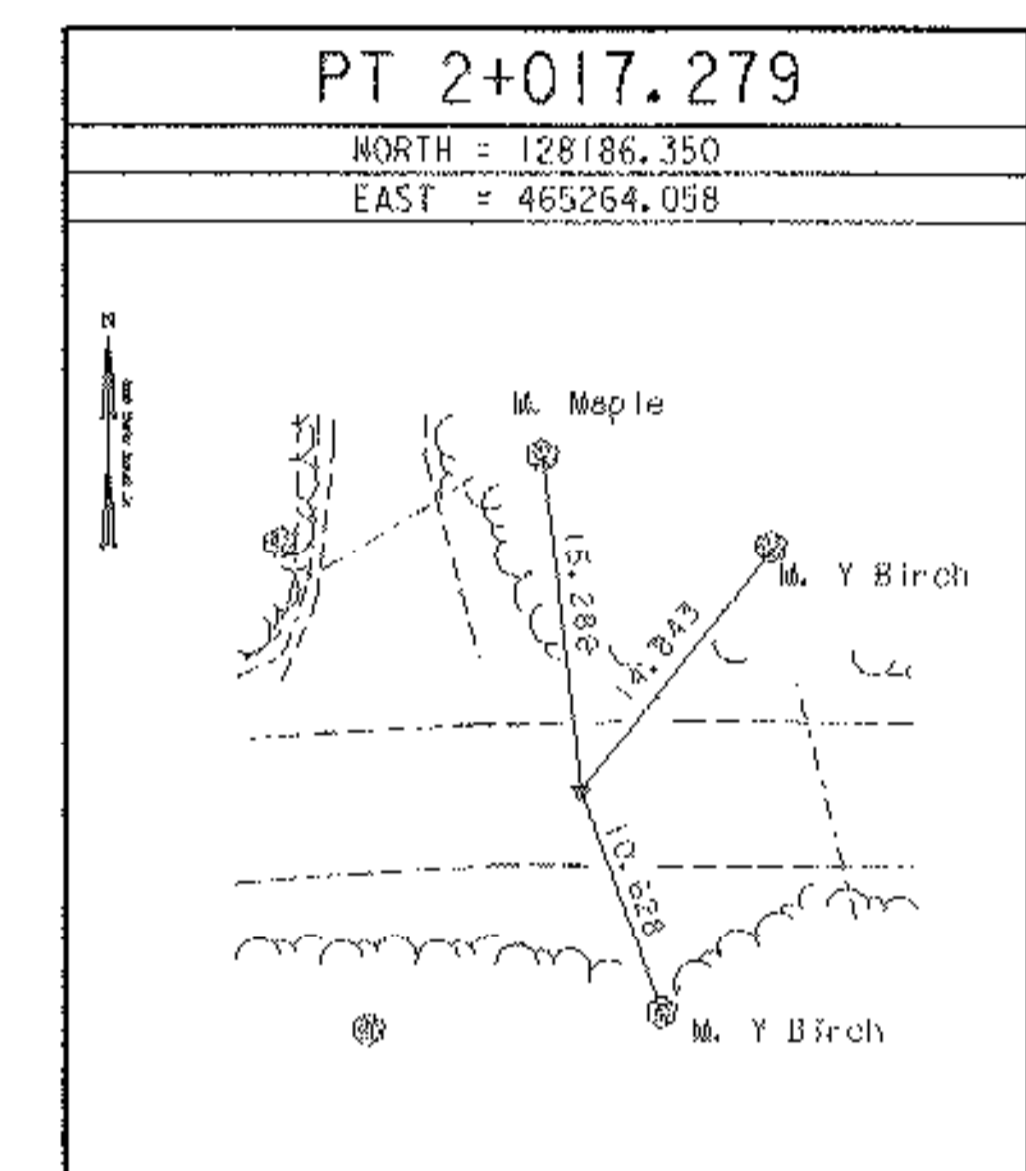 PT 2+017.279
NORTH = 128186.350
EAST = 465264.058
N
M. Maple
M. Y Birch
15.282
14.843
10.628
M. Y Birch